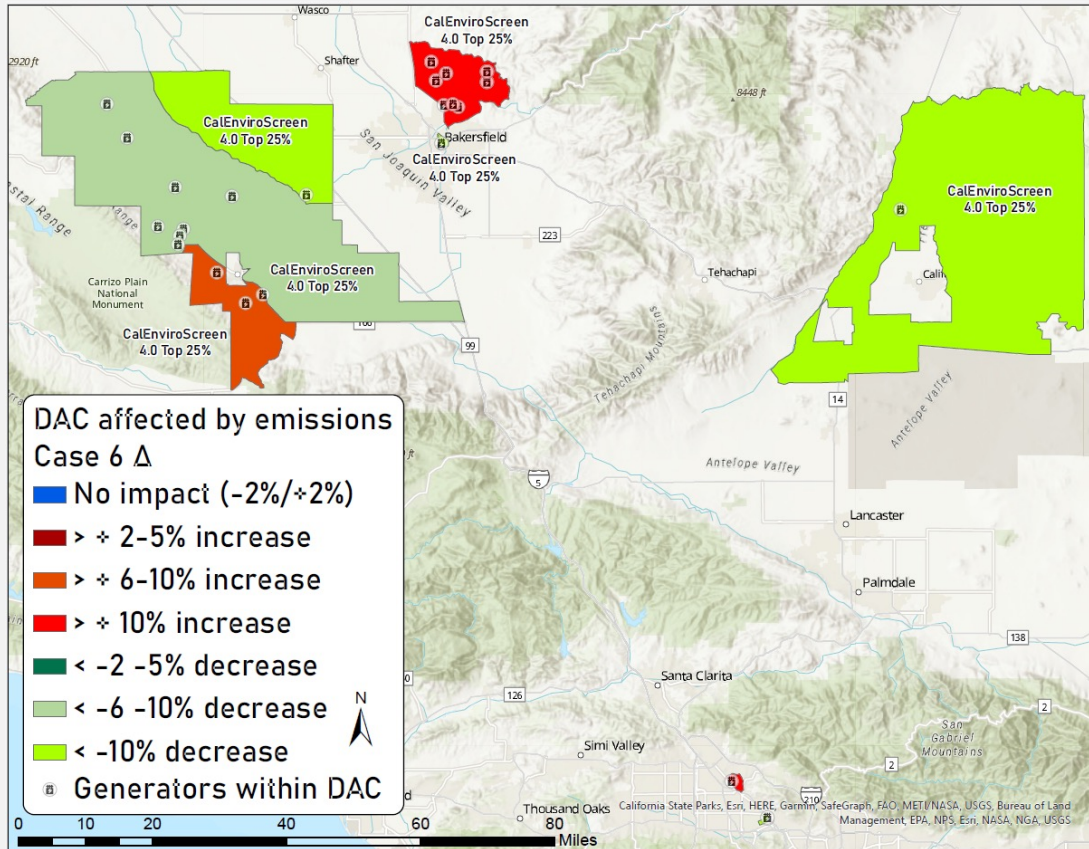 Wasco
CalEnviroScreen
4.0 Top 25%
2920 ft
Shafter
8448 ft
CalEnviroScreen
4.0 Top 25%
Bakersfield
CalEnviroScreen
4.0 Top 25%
San Joaquin Valley
CalEnviroScreen
4.0 Top 25%
Range
Range
223
Tehachapi
Calif
CalEnviroScreen
4.0 Top 25%
Carrizo Plain
National
Monument
CalEnviroScreen
4.0 Top 25%
166
99
Tehachapi Mountains
14
Antelope Valley
Antelope Valley
5
Lancaster
Palmdale
138
DAC affected by emissions
Case 6 Δ
No impact (-2%/+2%)
> + 2-5% increase
> + 6-10% increase
> + 10% increase
< -2 -5% decrease
< -6 -10% decrease
< -10% decrease
Generators within DAC
N
ft
Santa Clarita
126
2
San
Gabriel
Mountains
Simi Valley
2
210
Thousand Oaks
California State Parks, Esri, HERE, Garmin, SafeGraph, FAO, METI/NASA, USGS, Bureau of Land
Management, EPA, NPS, Esri, NASA, NGA, USGS
0 10 20 40 60 80 Miles